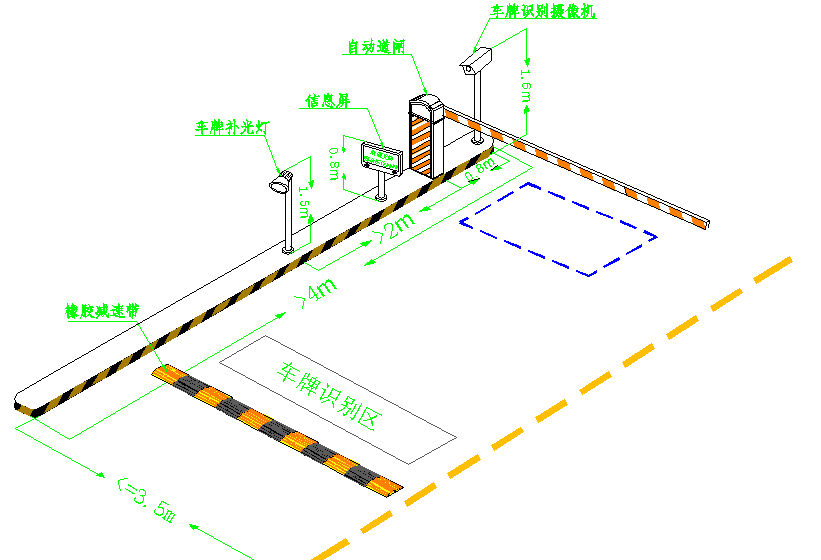 车牌识别摄像机
自动道闸
1.6m
信息屏
车牌补光灯
0.8m
0.8m
1.5m
>2m
>4m
橡胶减速带
车牌识别区
<=3.5m